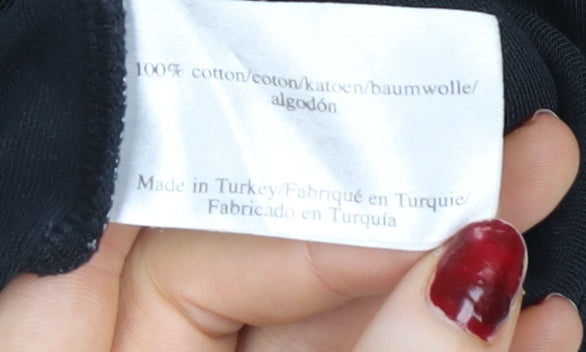 100% cotton/coton/katoen/baumwolle/
algodón
Made in Turkey/Fabriqué en Turquie/
Fabricado en Turquía